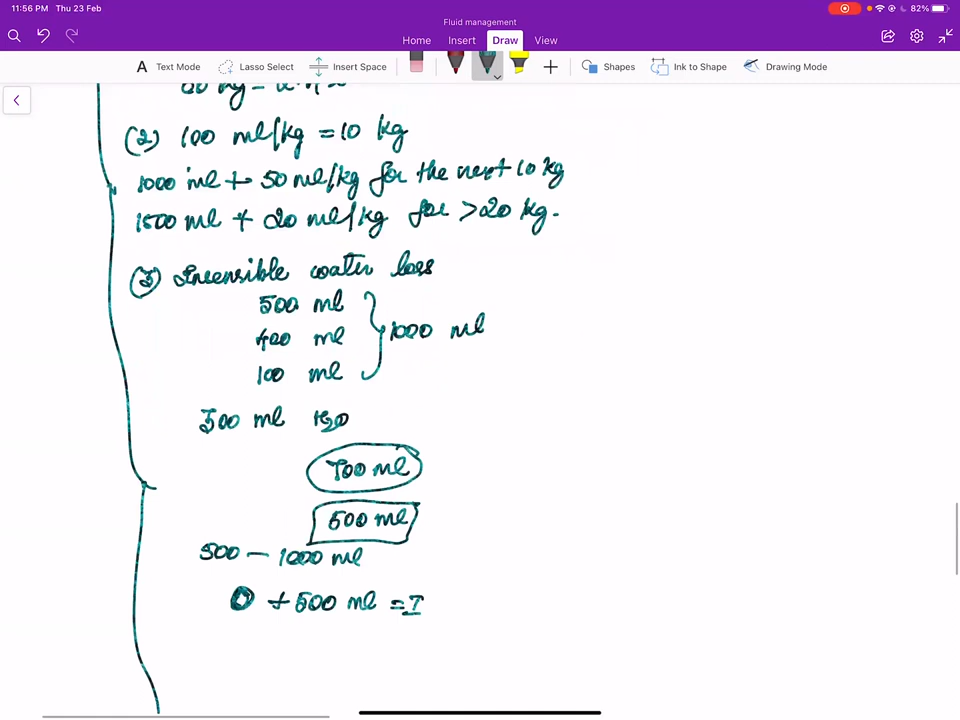 11:56 PM Thu 23 Feb
82%
Fluid management
Home Insert Draw View
Text Mode Lasso Select Insert Space Shapes Ink to Shape Drawing Mode
kg =
(2) 100 ml/kg = 10 kg
1000 ml + 50 ml/kg for the next 10 kg
1500 ml + 20 ml/kg for >20 kg.
(3) Insensible water loss
500 ml
400 ml
1000 ml
100 ml
300 ml H2O
700 ml
500 ml
500 - 1000 ml
O + 500 ml = I